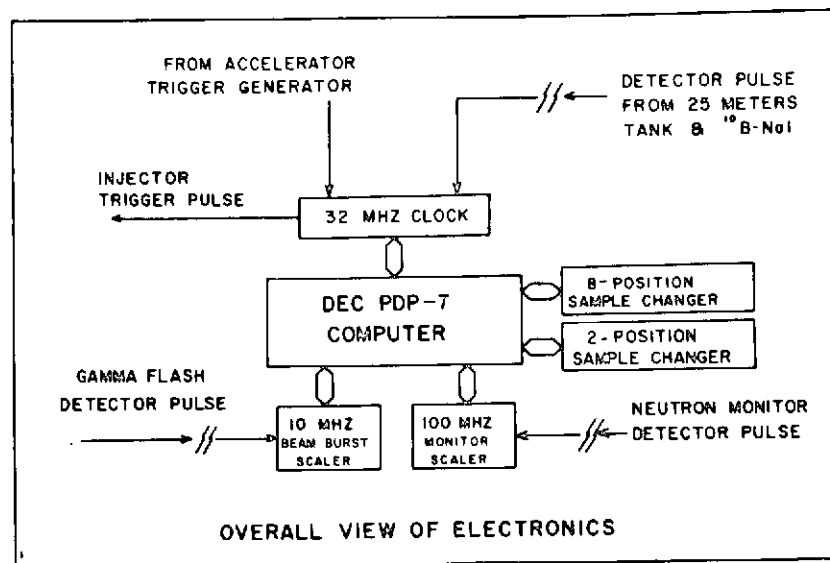 FROM ACCELERATOR
TRIGGER GENERATOR
DETECTOR PULSE
FROM 25 METERS
TANK & ¹⁰B-NaI
INJECTOR
TRIGGER PULSE
32 MHZ CLOCK
DEC PDP-7
COMPUTER
8-POSITION
SAMPLE CHANGER
2-POSITION
SAMPLE CHANGER
GAMMA FLASH
DETECTOR PULSE
10 MHZ
BEAM BURST
SCALER
100 MHZ
MONITOR
SCALER
NEUTRON MONITOR
DETECTOR PULSE
OVERALL VIEW OF ELECTRONICS